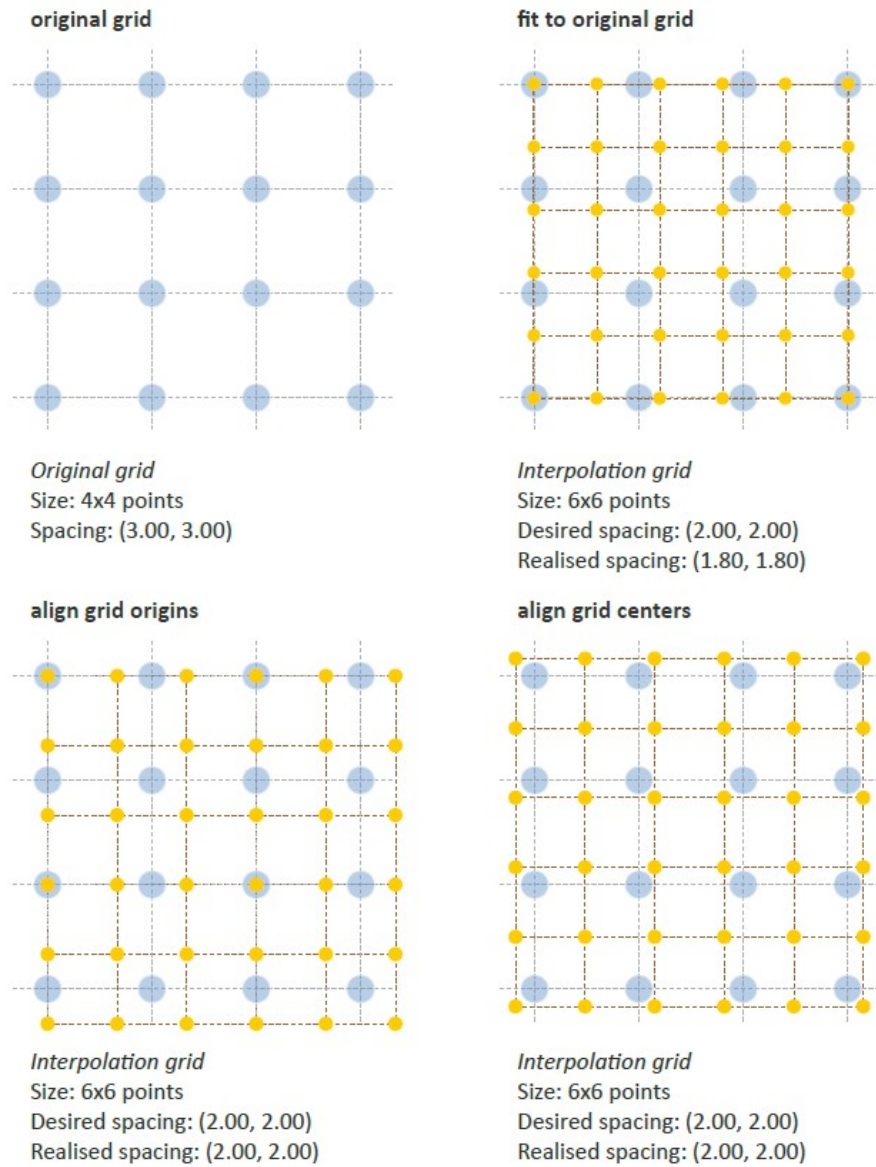 original grid
fit to original grid
Original grid
Size: 4x4 points
Spacing: (3.00, 3.00)
Interpolation grid
Size: 6x6 points
Desired spacing: (2.00, 2.00)
Realised spacing: (1.80, 1.80)
align grid origins
align grid centers
Interpolation grid
Size: 6x6 points
Desired spacing: (2.00, 2.00)
Realised spacing: (2.00, 2.00)
Interpolation grid
Size: 6x6 points
Desired spacing: (2.00, 2.00)
Realised spacing: (2.00, 2.00)